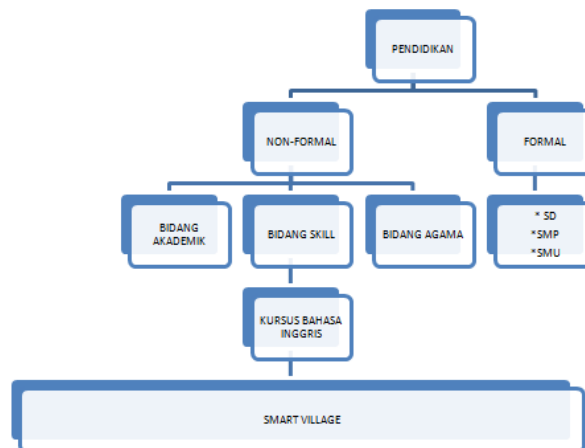 PENDIDIKAN
NON-FORMAL
FORMAL
BIDANG
AKADEMIK
BIDANG SKILL
BIDANG AGAMA
* SD
*SMP
*SMU
KURSUS BAHASA
INGGRIS
SMART VILLAGE